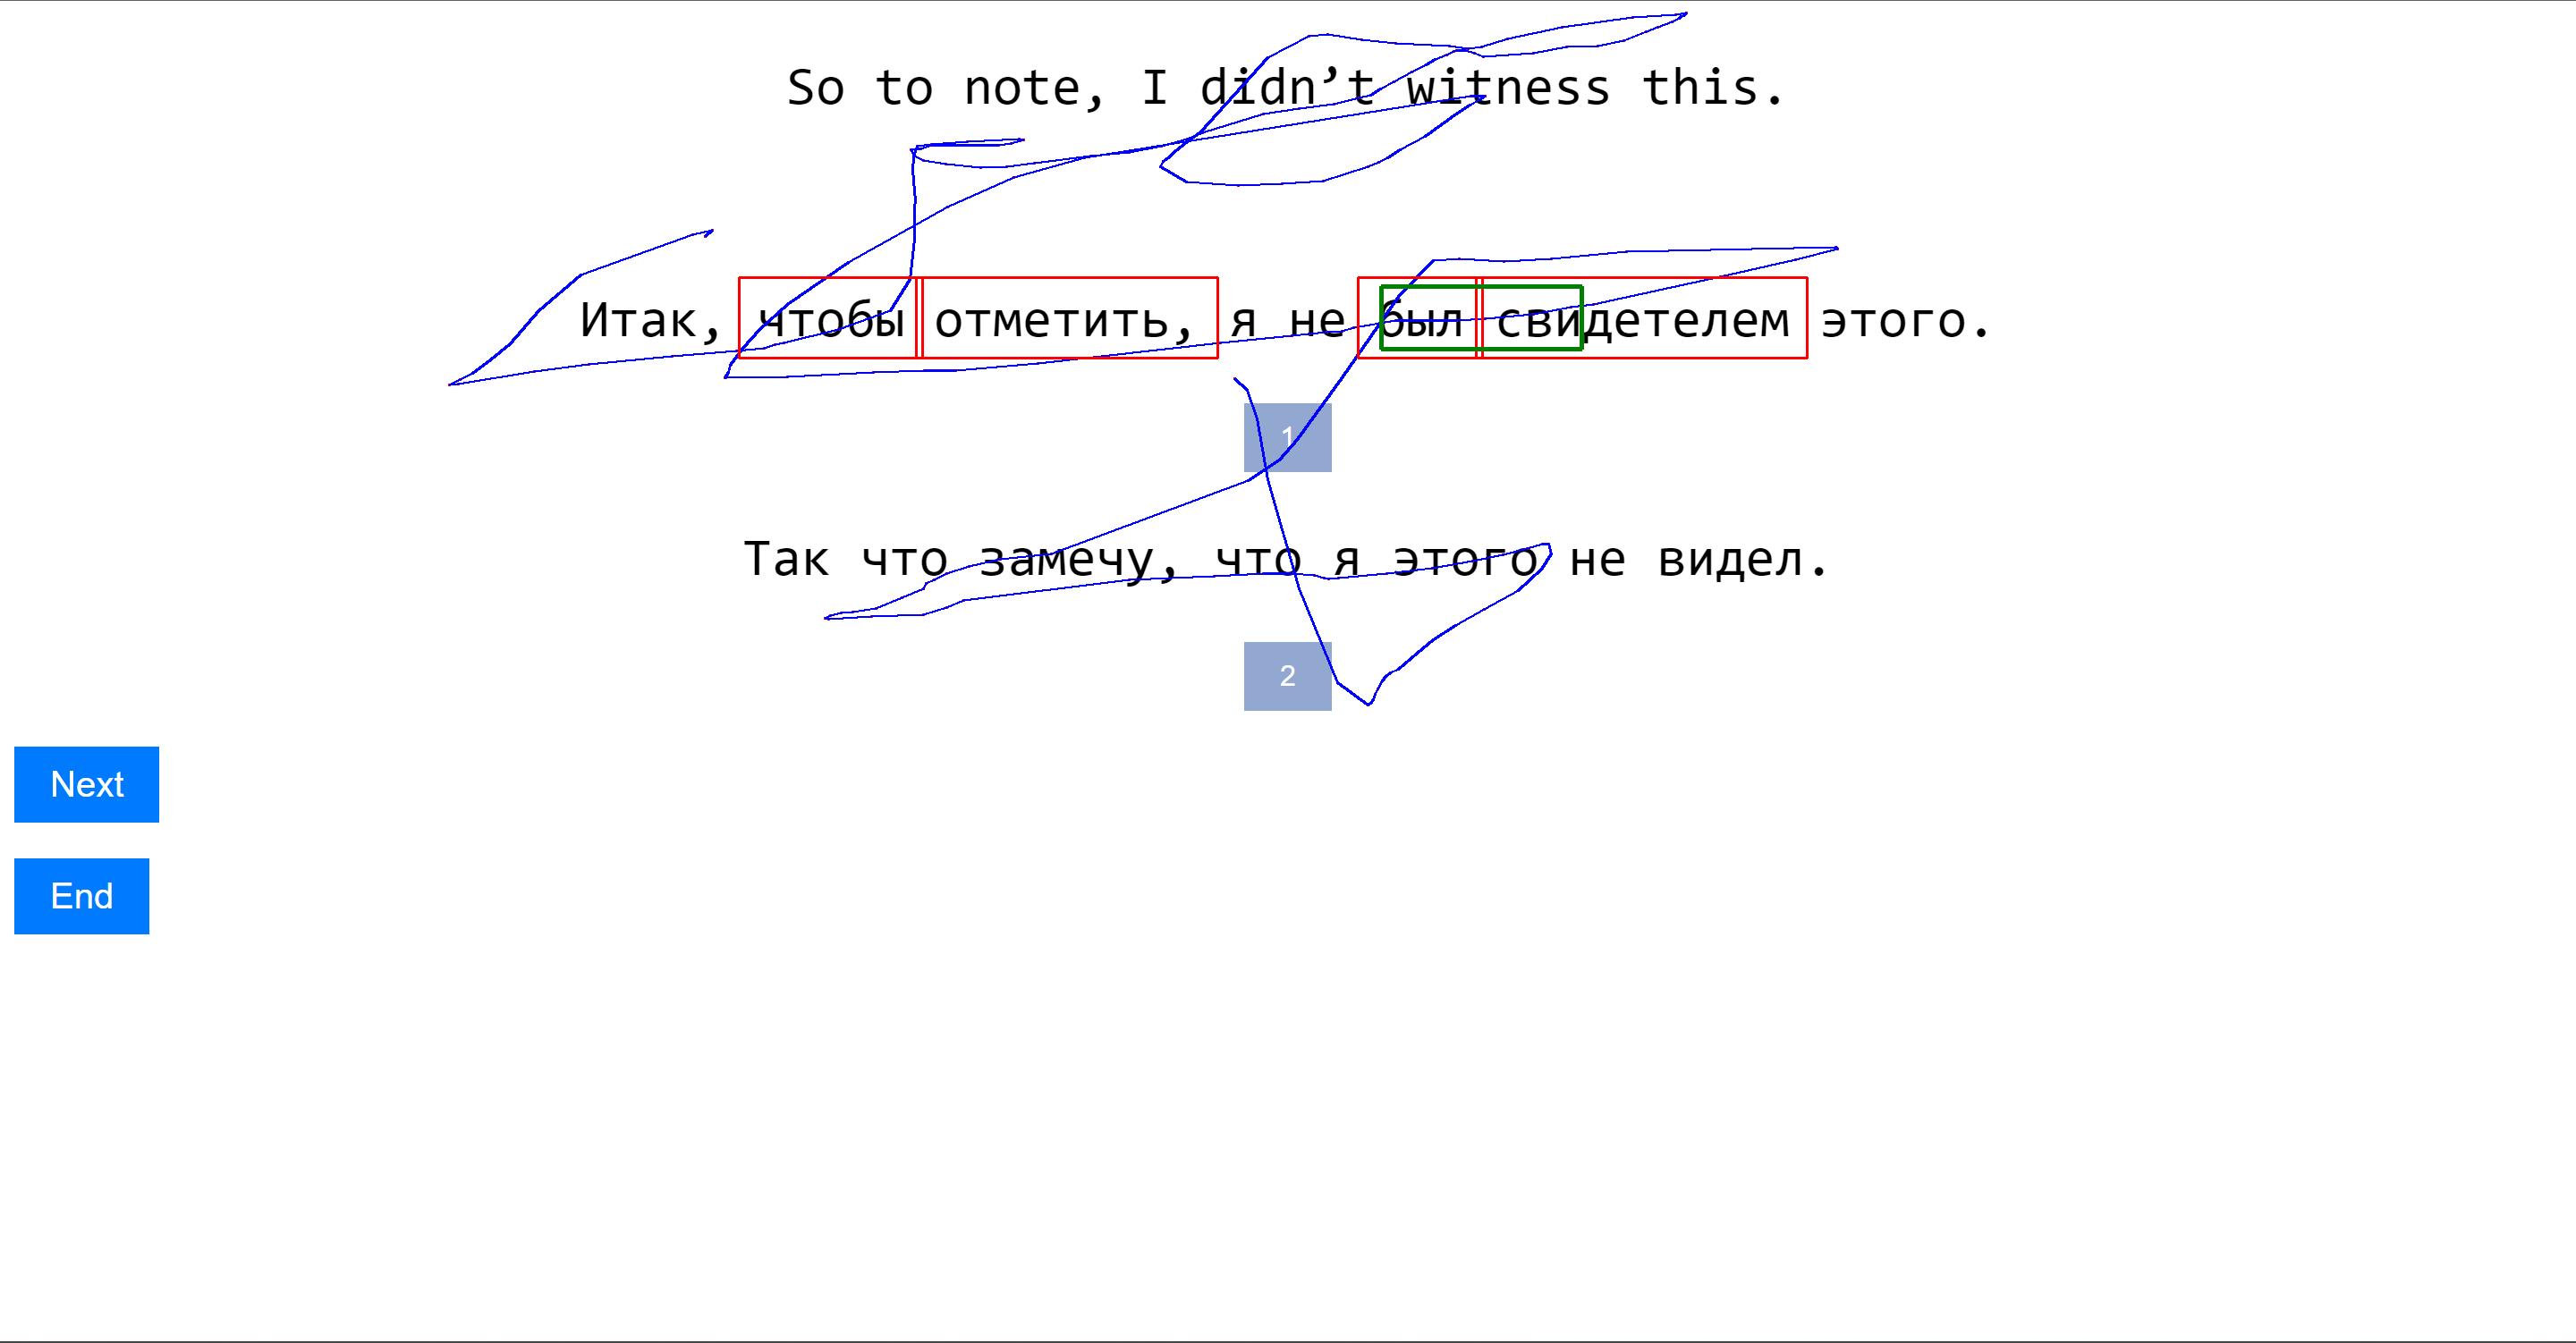 So to note, I didn’t witness this.
Итак, чтобы отметить, я не был свидетелем этого.
1
Так что замечу, что я этого не видел.
2
Next
End